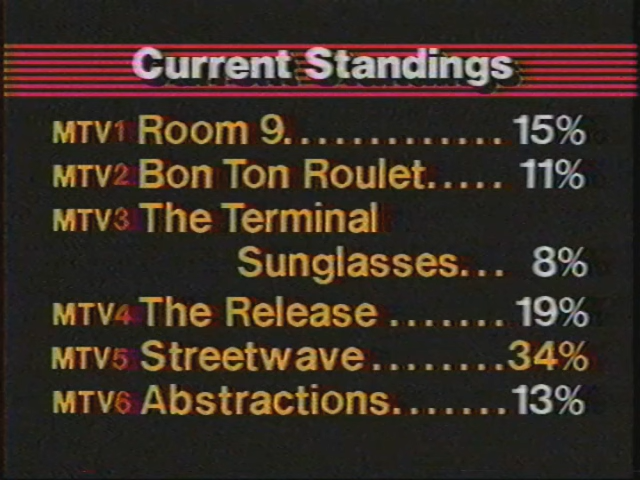 Current Standings
MTV1 Room 9............. 15%
MTV2 Bon Ton Roulet..... 11%
MTV3 The Terminal
Sunglasses... 8%
MTV4 The Release ....... 19%
MTV5 Streetwave ........34%
MTV6 Abstractions.......13%